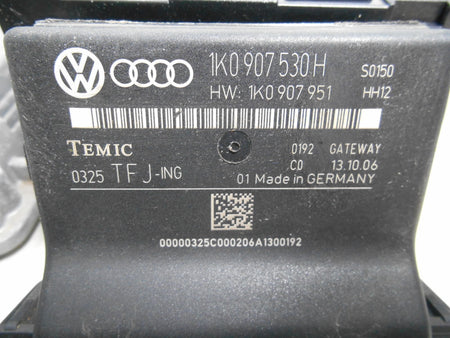 1K0 907 530 H S0150
HW: 1K0 907 951 HH12
TEMIC 0192 GATEWAY
C0 13.10.06
0325 TFJ-ING 01 Made in GERMANY
00000325C000206A1300192